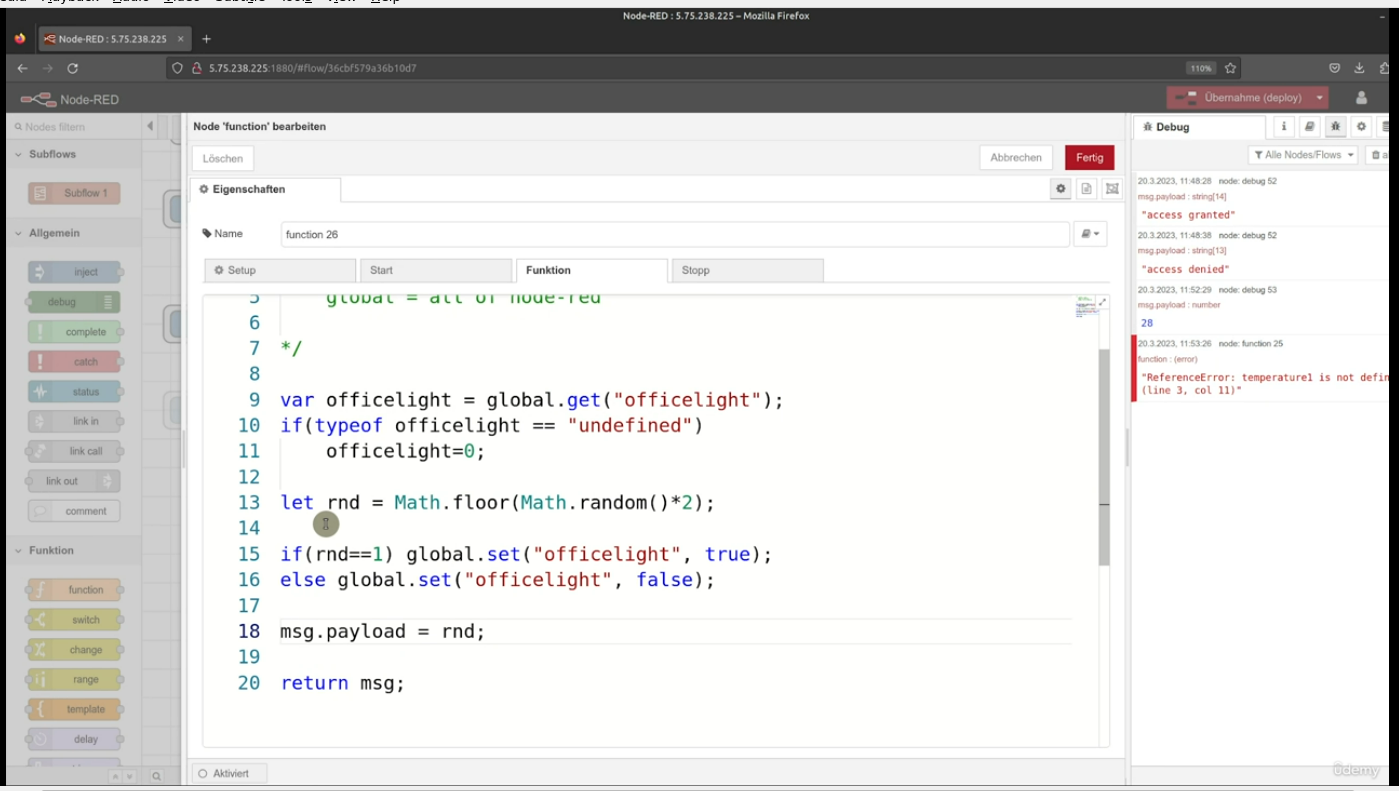 Node-RED : 5.75.238.225 – Mozilla Firefox
Node-RED : 5.75.238.225 × +
5.75.238.225:1880/#flow/36cbf579a36b10d7 110%
Node-RED
Übernahme (deploy)
Nodes filtern
Subflows
Subflow 1
Allgemein
inject
debug
complete
catch
status
link in
link call
link out
comment
Funktion
function
switch
change
range
template
delay
Node 'function' bearbeiten
Löschen
Abbrechen
Fertig
Eigenschaften
Name
function 26
Setup
Start
Funktion
Stopp
5     global = all of node-red
6
7 */
8
9 var officelight = global.get("officelight");
10 if(typeof officelight == "undefined")
11     officelight=0;
12
13 let rnd = Math.floor(Math.random()*2);
14
15 if(rnd==1) global.set("officelight", true);
16 else global.set("officelight", false);
17
18 msg.payload = rnd;
19
20 return msg;
Aktiviert
Debug
i
Alle Nodes/Flows
20.3.2023, 11:48:28 node: debug 52
msg.payload : string[14]
"access granted"
20.3.2023, 11:48:38 node: debug 52
msg.payload : string[13]
"access denied"
20.3.2023, 11:52:29 node: debug 53
msg.payload : number
28
20.3.2023, 11:53:26 node: function 25
function : (error)
"ReferenceError: temperature1 is not defin
(line 3, col 11)"
ûdemy